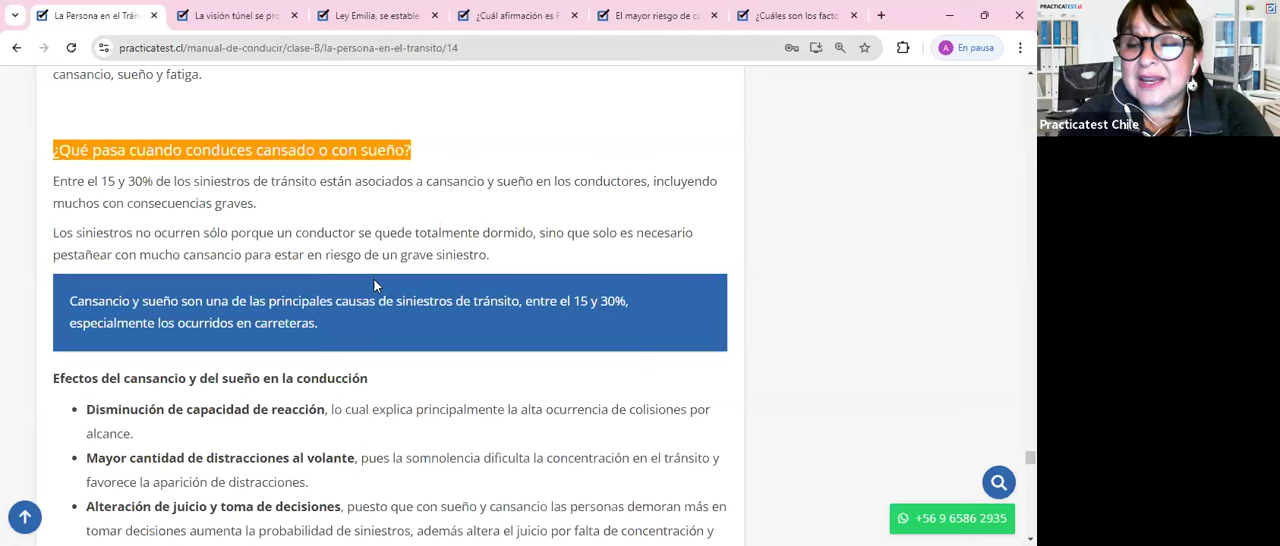 La Persona en el Trán
La visión túnel se pro
Ley Emilia, se estable
¿Cuál afirmación es F
El mayor riesgo de co
¿Cuáles son los facto
practicatest.cl/manual-de-conducir/clase-B/la-persona-en-el-transito/14
A En pausa
PRACTICATEST.cl
Practicatest Chile
cansancio, sueño y fatiga.
¿Qué pasa cuando conduces cansado o con sueño?
Entre el 15 y 30% de los siniestros de tránsito están asociados a cansancio y sueño en los conductores, incluyendo
muchos con consecuencias graves.
Los siniestros no ocurren sólo porque un conductor se quede totalmente dormido, sino que solo es necesario
pestañear con mucho cansancio para estar en riesgo de un grave siniestro.
Cansancio y sueño son una de las principales causas de siniestros de tránsito, entre el 15 y 30%,
especialmente los ocurridos en carreteras.
Efectos del cansancio y del sueño en la conducción
• Disminución de capacidad de reacción, lo cual explica principalmente la alta ocurrencia de colisiones por
alcance.
• Mayor cantidad de distracciones al volante, pues la somnolencia dificulta la concentración en el tránsito y
favorece la aparición de distracciones.
• Alteración de juicio y toma de decisiones, puesto que con sueño y cansancio las personas demoran más en
tomar decisiones aumenta la probabilidad de siniestros, además altera el juicio por falta de concentración y
+56 9 6586 2935